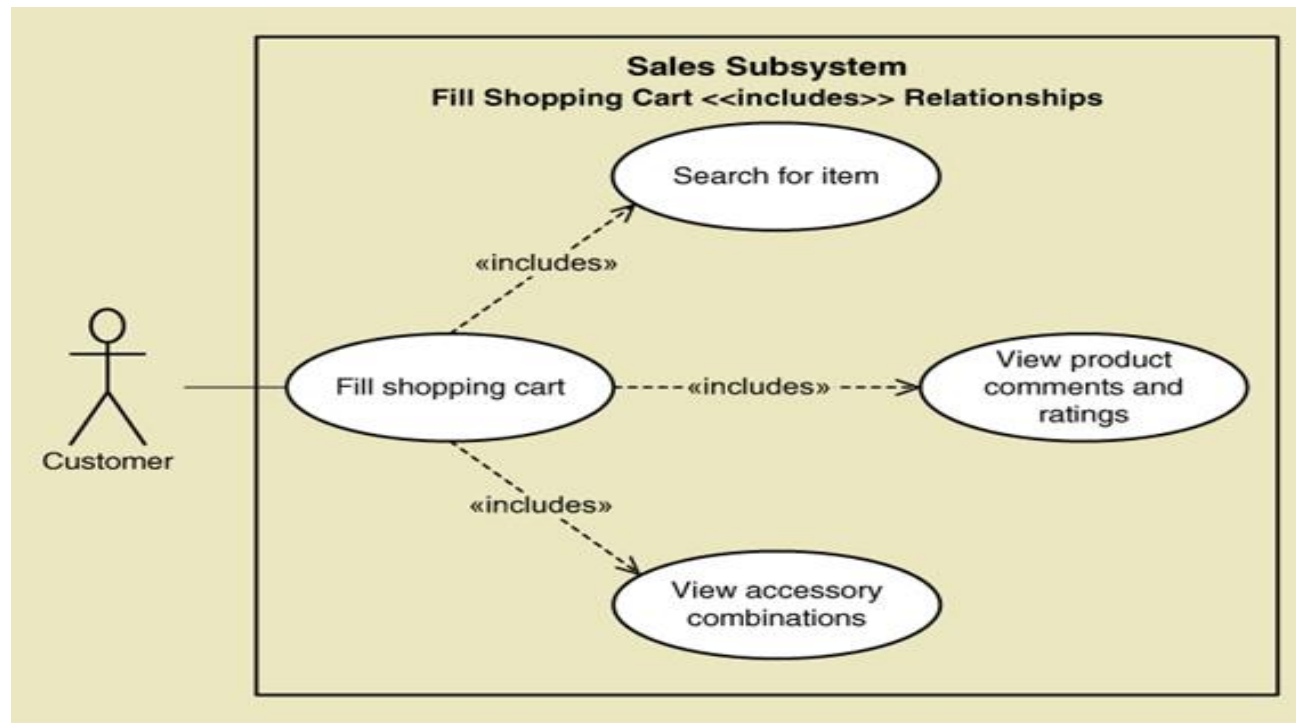 Sales Subsystem
Fill Shopping Cart <<includes>> Relationships
Search for item
«includes»
Fill shopping cart
«includes»
View product
comments and
ratings
Customer
«includes»
View accessory
combinations